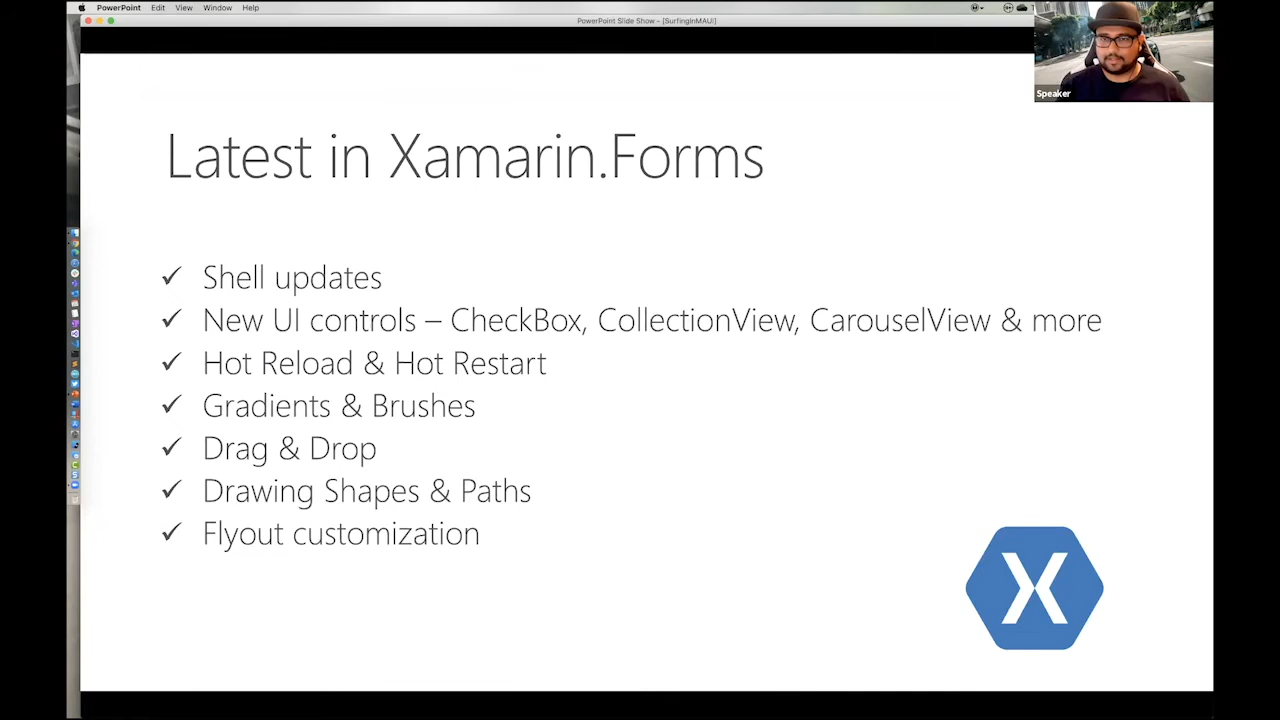 PowerPoint Edit View Window Help
PowerPoint Slide Show - [SurfingInMAUI]
Speaker
Latest in Xamarin.Forms
✓ Shell updates
✓ New UI controls – CheckBox, CollectionView, CarouselView & more
✓ Hot Reload & Hot Restart
✓ Gradients & Brushes
✓ Drag & Drop
✓ Drawing Shapes & Paths
✓ Flyout customization
X